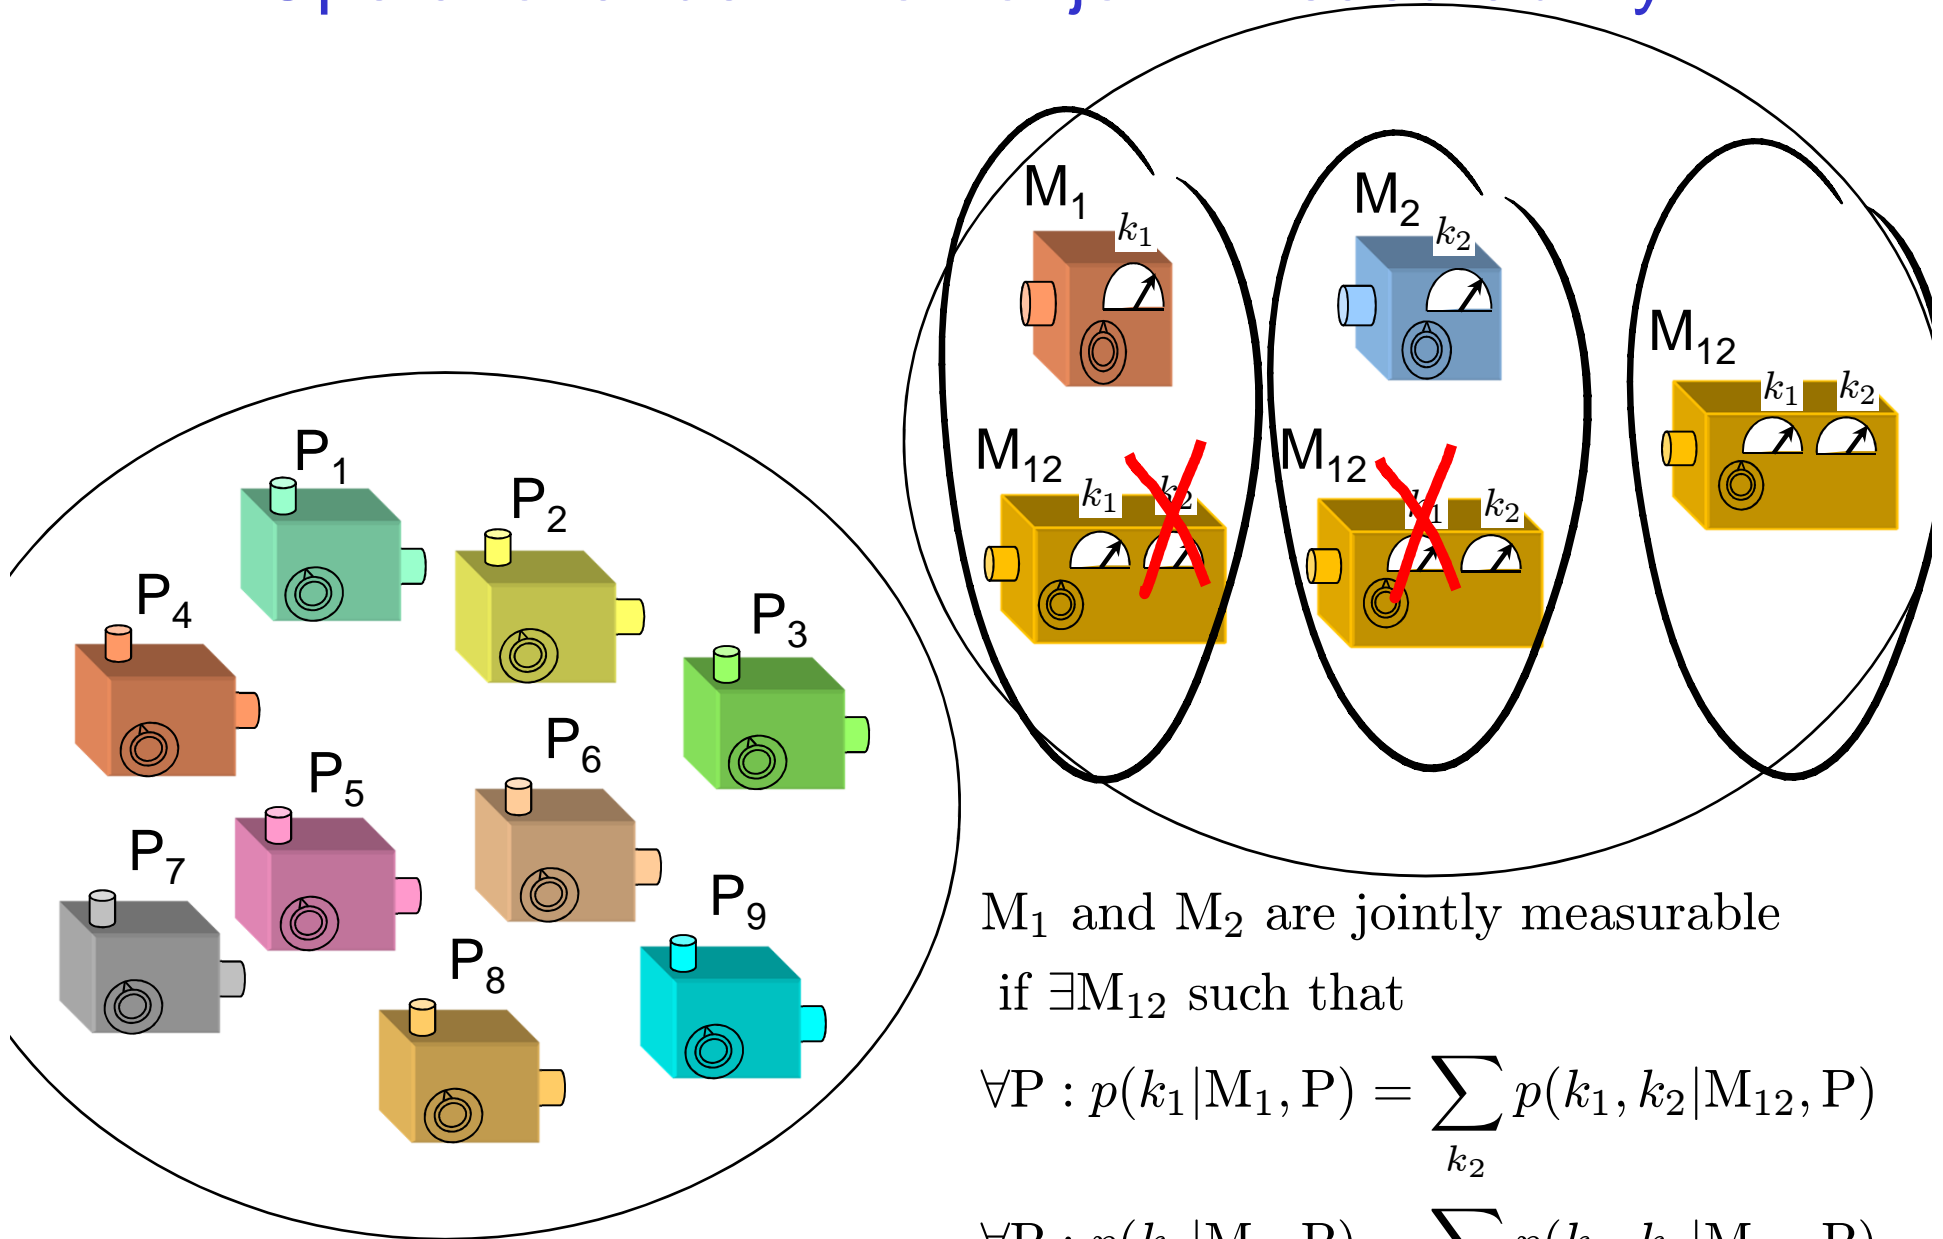 M₁
k₁
M₂
k₂
M₁₂
k₁ k₂
M₁₂
k₁ k₂
M₁₂
k₁ k₂
P₁
P₂
P₃
P₄
P₅
P₆
P₇
P₈
P₉
M₁ and M₂ are jointly measurable
if ∃M₁₂ such that
∀P : p(k₁|M₁, P) = ∑ p(k₁, k₂|M₁₂, P)
k₂